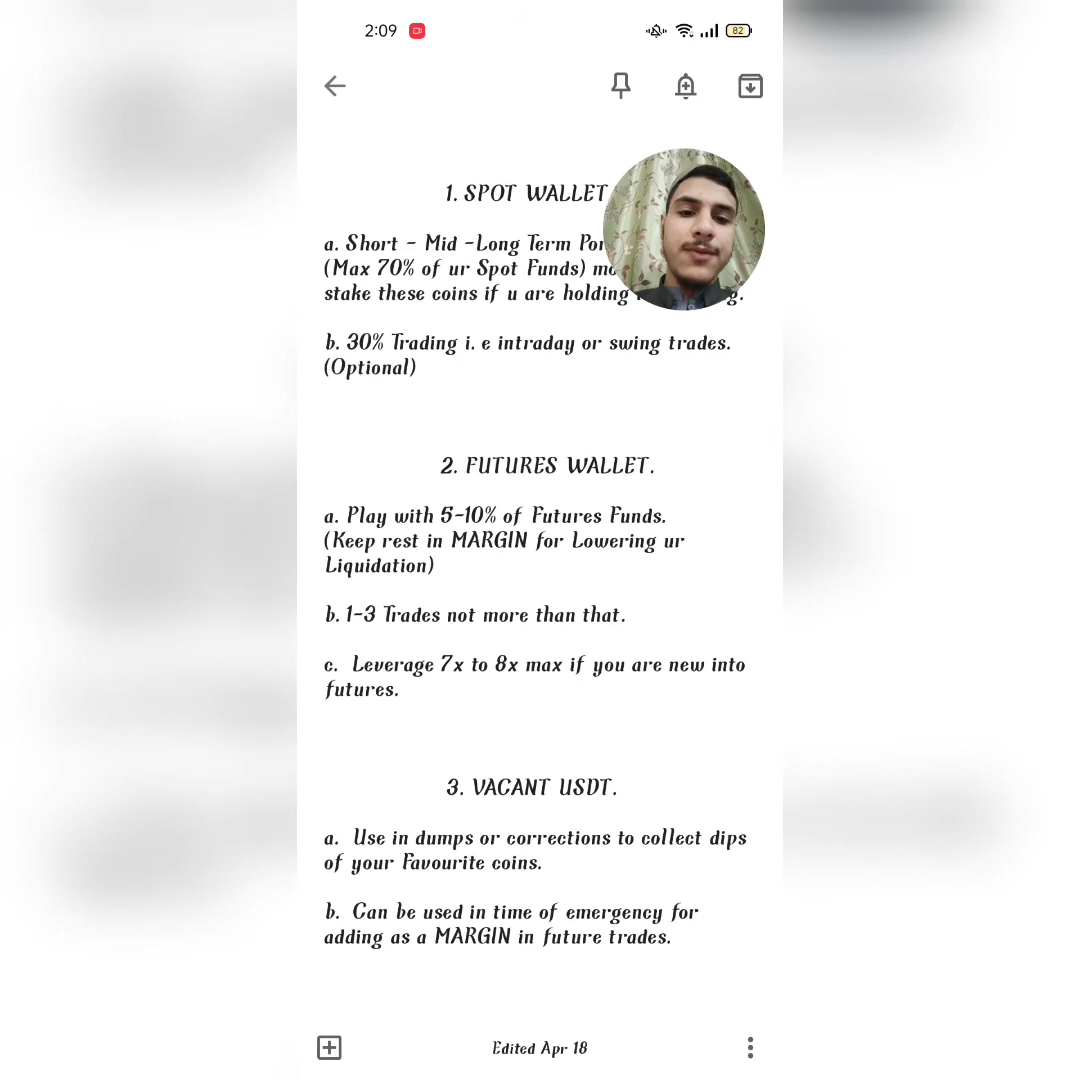 2:09
82
1. SPOT WALLET
a. Short - Mid -Long Term
(Max 70% of ur Spot Funds)
stake these coins if u are holding
b. 30% Trading i. e intraday or swing trades.
(Optional)
2. FUTURES WALLET.
a. Play with 5-10% of Futures Funds.
(Keep rest in MARGIN for Lowering ur
Liquidation)
b. 1-3 Trades not more than that.
c. Leverage 7x to 8x max if you are new into
futures.
3. VACANT USDT.
a. Use in dumps or corrections to collect dips
of your Favourite coins.
b. Can be used in time of emergency for
adding as a MARGIN in future trades.
Edited Apr 18